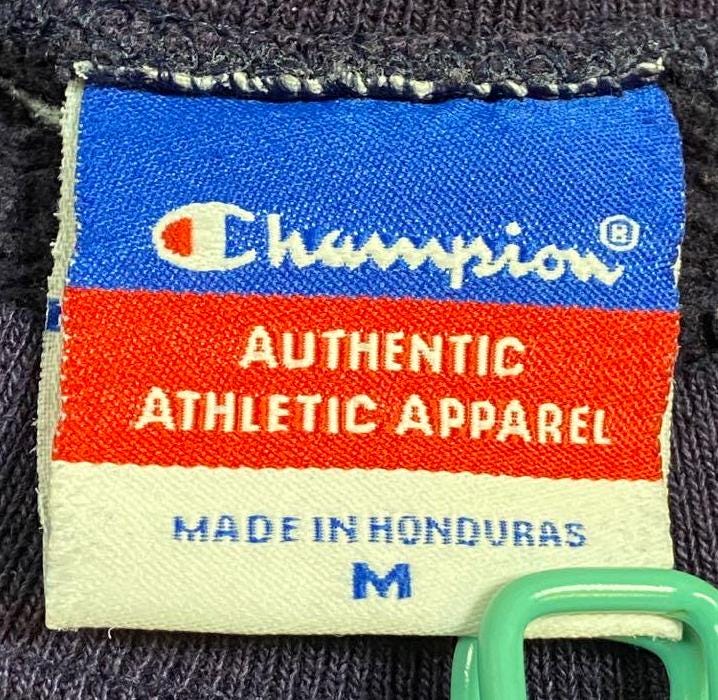 Champion®
AUTHENTIC
ATHLETIC APPAREL
MADE IN HONDURAS
M